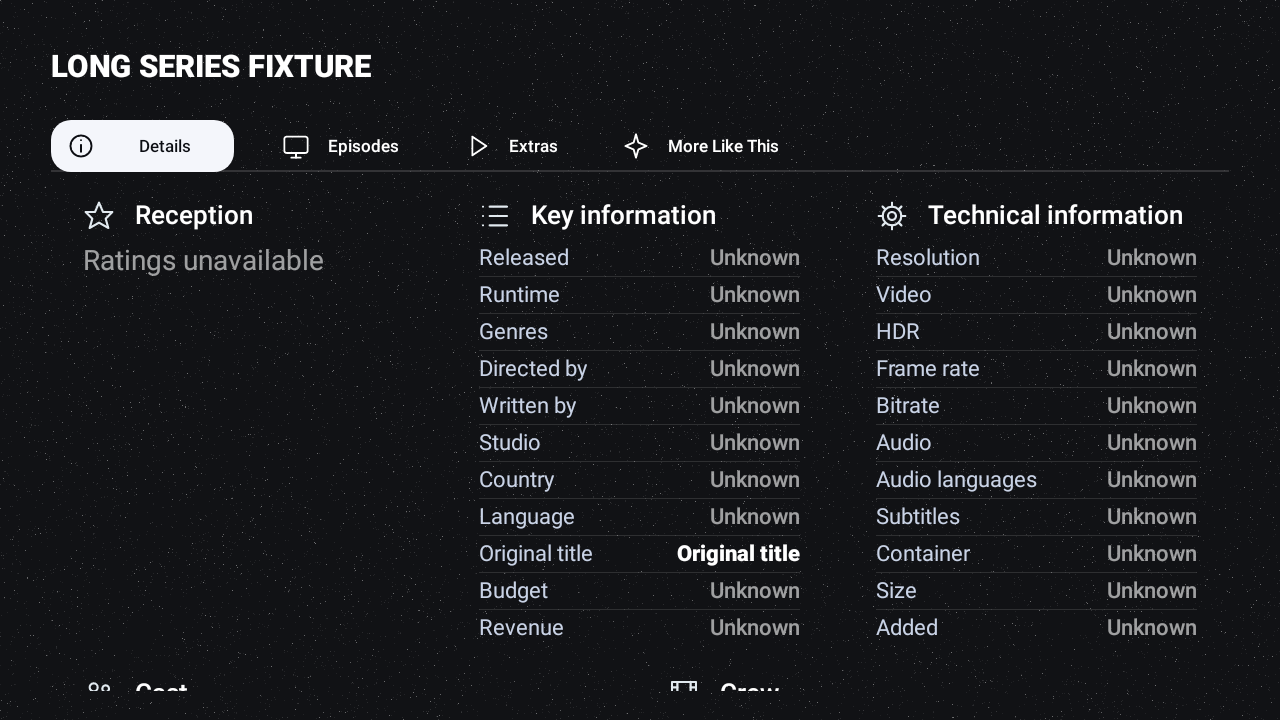 LONG SERIES FIXTURE
Details
Episodes
Extras
More Like This
Reception
Ratings unavailable
Key information
Released Unknown
Runtime Unknown
Genres Unknown
Directed by Unknown
Written by Unknown
Studio Unknown
Country Unknown
Language Unknown
Original title Original title
Budget Unknown
Revenue Unknown
Technical information
Resolution Unknown
Video Unknown
HDR Unknown
Frame rate Unknown
Bitrate Unknown
Audio Unknown
Audio languages Unknown
Subtitles Unknown
Container Unknown
Size Unknown
Added Unknown
Cast
Crew